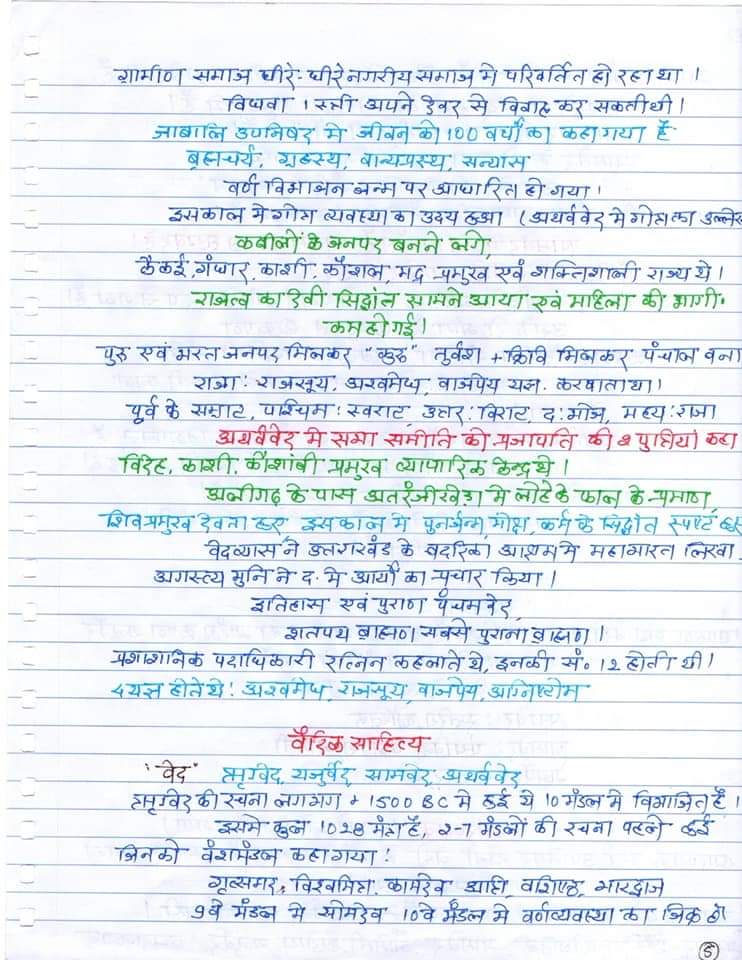 ग्रामीण समाज धीरे-धीरे नगरीय समाज मे परिवर्तित हो रहा था ।
विधवा । स्त्री अपने देवर से विवाह कर सकती थी ।
जाबालि उपनिषद मे जीवन को 100 वर्षो का कहा गया है
ब्रह्मचर्य, गृहस्थ, वान्यप्रस्थ, सन्यास
वर्ण विभाजन जन्म पर आधारित हो गया ।
इस काल मे गोत्र व्यवस्था का उदय हुआ (अथर्ववेद मे गोत्र का उल्लेख
कबीलों के जनपद बनने लगे,
कैकई, गंधार, काशी, कौशल, मद्र प्रमुख एवं शक्तिशाली राज्य थे ।
राजत्व का दैवी सिद्धांत सामने आया एवं महिला की भागी.
कम हो गई ।
पुरु एवं भरत जनपद मिलकर "कुरु" तुर्वश + क्रिवि मिलकर पंचाल बना
राजा : राजसूय, अश्वमेध, वाजपेय यज्ञ करवाता था ।
पूर्व के सम्राट, पाश्चिम : स्वराट, उत्तर : विराट, द : भोज, मध्य : राजा
अथर्ववेद मे सभा समीति को प्रजापति की 2 पुत्तियां कहा
विदेह, काशी, कौशांबी प्रमुख व्यापारिक केन्द्र थे ।
अलीगढ़ के पास अतरंजीखेड़ा मे लोहे के फाल के प्रमाण,
शिव प्रमुख देवता हुए, इस काल मे पुनर्जन्म, मोक्ष, कर्म के सिद्धांत स्पष्ट हुए
वेदव्यास ने उत्तराखंड के बदरिका आश्रम मे महाभारत लिखा.
अगस्त्य मुनि ने द. मे आर्यो का प्रचार किया ।
इतिहास एवं पुराण पंचम वेद,
शतपथ ब्राह्मण सबसे पुराना ब्राह्मण ।
प्रशाशानिक पदाधिकारी रत्निन कहलाते थे, इनकी सं० 12 होती थी ।
4 यज्ञ होते थे : अश्वमेध, राजसूय, वाजपेय, अग्निष्टोम
वैदिक साहित्य
"वेद" ऋग्वेद, यजुर्वेद, सामवेद, अथर्ववेद
ऋग्वेद की रचना लगभग 1500 BC मे हुई ये 10 मंडल मे विभाजित है ।
इसमे कुल 1028 मंत्र है, 2-7 मंडलों की रचना पहले हुई
जिनको वंशमंडल कहा गया :
गृत्समद, विश्वमित्र, कामदेव, आत्रि, वशिष्ठ, भारद्वाज
9 वे मंडल मे सोमदेव 10 वे मंडल मे वर्णव्यवस्था का जिक्र
5